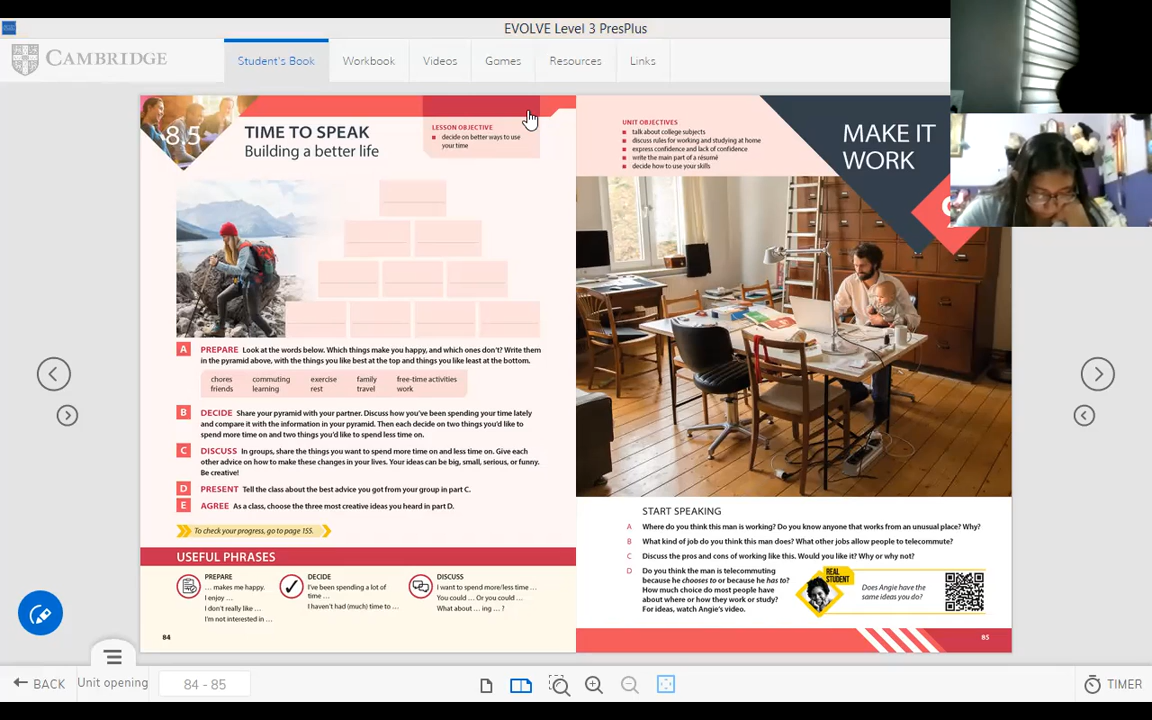 EVOLVE Level 3 PresPlus
CAMBRIDGE
Student's Book
Workbook
Videos
Games
Resources
Links
8.5
TIME TO SPEAK
Building a better life
LESSON OBJECTIVE
decide on better ways to use
your time
A PREPARE Look at the words below. Which things make you happy, and which ones don't? Write them
in the pyramid above, with the things you like best at the top and things you like least at the bottom.
chores commuting exercise family free-time activities
friends learning rest travel work
B DECIDE Share your pyramid with your partner. Discuss how you've been spending your time lately
and compare it with the information in your pyramid. Then each decide on two things you'd like to
spend more time on and two things you'd like to spend less time on.
C DISCUSS In groups, share the things you want to spend more time on and less time on. Give each
other advice on how to make these changes in your lives. Your ideas can be big, small, serious, or funny.
Be creative!
D PRESENT Tell the class about the best advice you got from your group in part C.
E AGREE As a class, choose the three most creative ideas you heard in part D.
To check your progress, go to page 155.
USEFUL PHRASES
PREPARE
... makes me happy.
I enjoy ...
I don't really like ...
I'm not interested in ...
DECIDE
I've been spending a lot of
time ...
I haven't had (much) time to ...
DISCUSS
I want to spend more/less time ...
You could ... Or you could ...
What about ... ing ... ?
84
UNIT OBJECTIVES
talk about college subjects
discuss rules for working and studying at home
express confidence and lack of confidence
write the main part of a résumé
decide how to use your skills
MAKE IT
WORK
START SPEAKING
A Where do you think this man is working? Do you know anyone that works from an unusual place? Why?
B What kind of job do you think this man does? What other jobs allow people to telecommute?
C Discuss the pros and cons of working like this. Would you like it? Why or why not?
D Do you think the man is telecommuting
because he chooses to or because he has to?
How much choice do most people have
about where or how they work or study?
For ideas, watch Angie's video.
REAL
STUDENT
Does Angie have the
same ideas you do?
85
BACK
Unit opening
84 - 85
TIMER